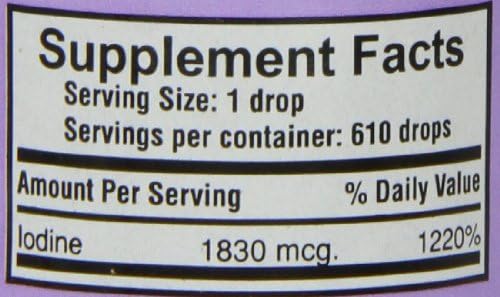 Supplement Facts
Serving Size: 1 drop
Servings per container: 610 drops
Amount Per Serving % Daily Value
Iodine 1830 mcg. 1220%